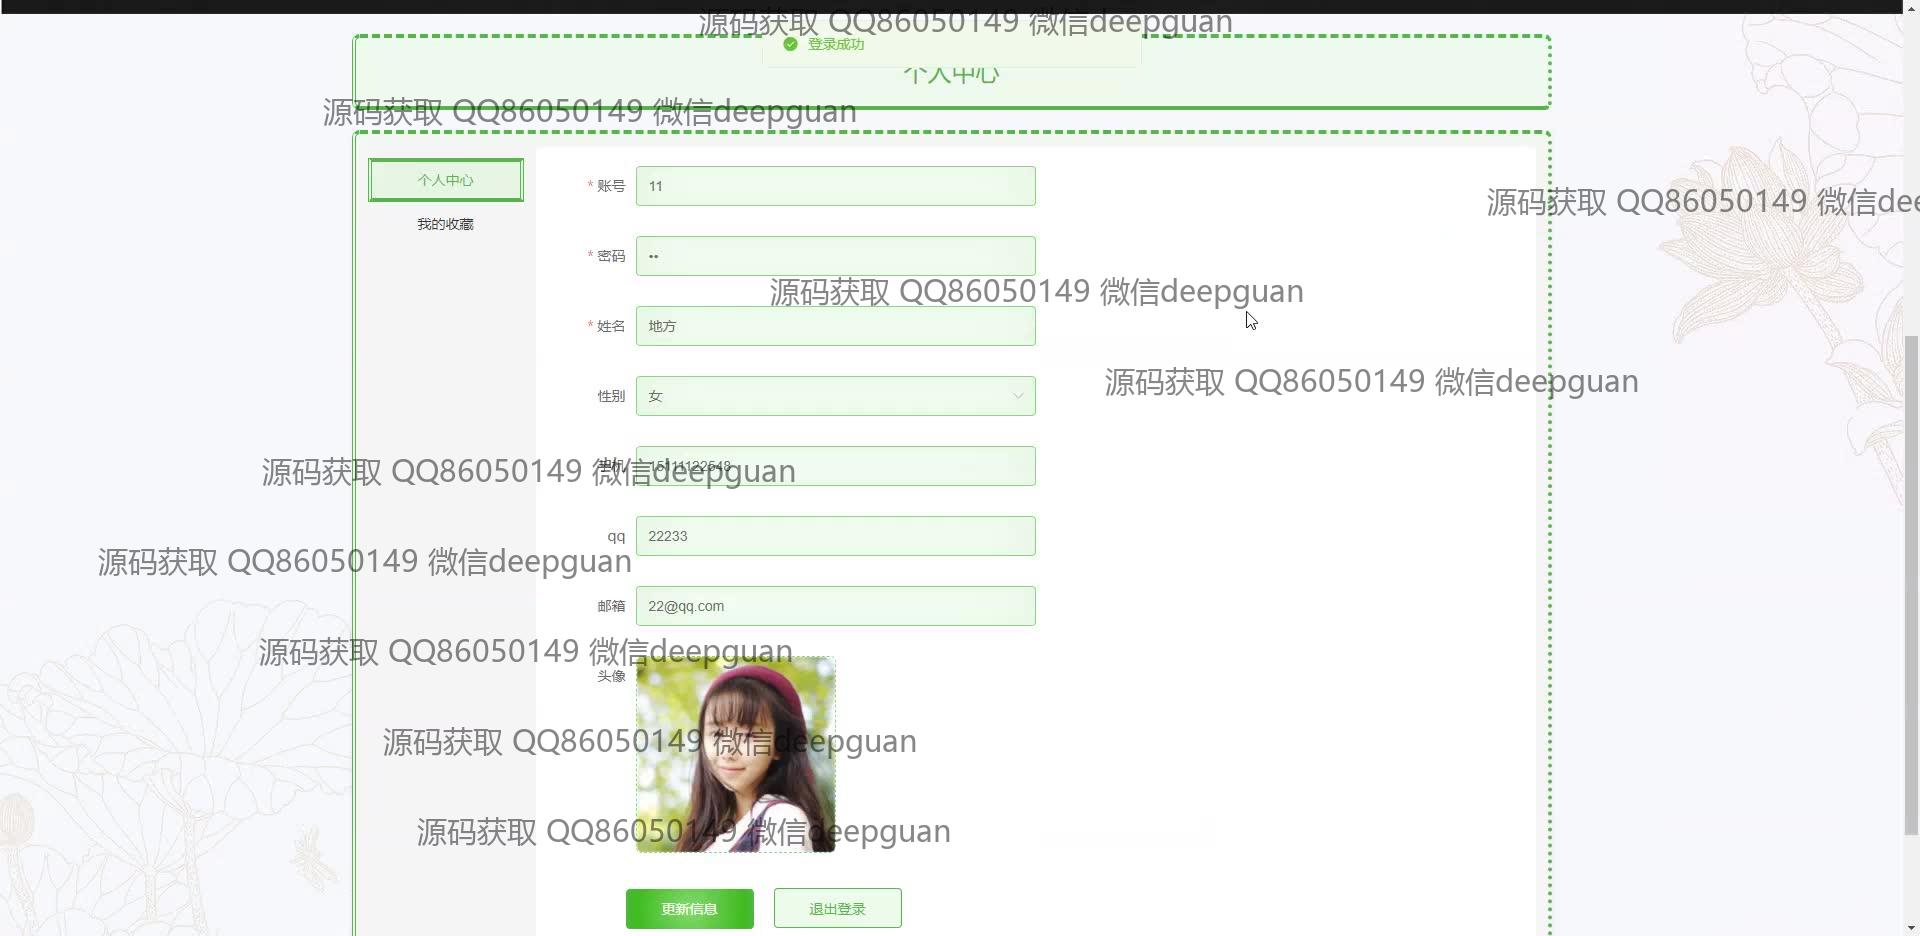 源码获取 QQ86050149 微信deepguan
登录成功
个人中心
源码获取 QQ86050149 微信deepguan
个人中心
我的收藏
* 账号 11
源码获取 QQ86050149 微信dee
* 密码 ••
源码获取 QQ86050149 微信deepguan
* 姓名 地方
源码获取 QQ86050149 微信deepguan
性别 女
手机 15111122548
源码获取 QQ86050149 微信deepguan
qq 22233
源码获取 QQ86050149 微信deepguan
邮箱 22@qq.com
源码获取 QQ86050149 微信deepguan
头像
源码获取 QQ86050149 微信deepguan
源码获取 QQ86050149 微信deepguan
更新信息 退出登录